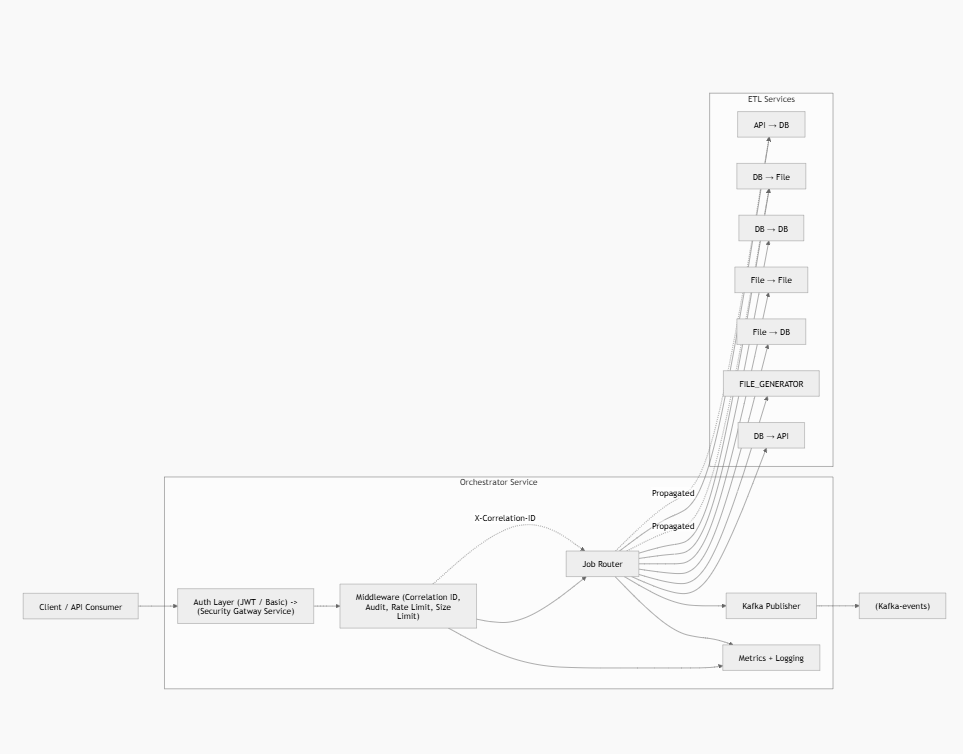 ETL Services
API → DB
DB → File
DB → DB
File → File
File → DB
FILE_GENERATOR
DB → API
Orchestrator Service
Propagated
X-Correlation-ID
Propagated
Job Router
Client / API Consumer
Auth Layer (JWT / Basic) ->
(Security Gatway Service)
Middleware (Correlation ID,
Audit, Rate Limit, Size
Limit)
Kafka Publisher
(Kafka-events)
Metrics + Logging